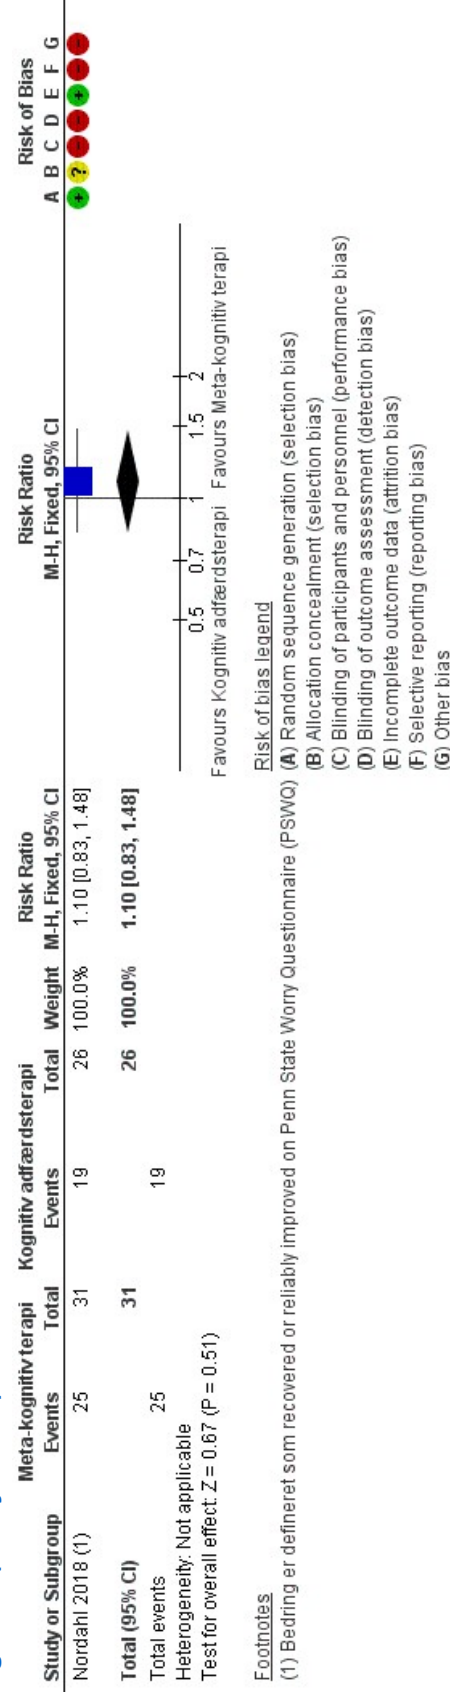 Meta-kognitiv terapi Kognitiv adfærdsterapi Risk Ratio Risk Ratio Risk of Bias
Study or Subgroup Events Total Events Total Weight M-H, Fixed, 95% CI M-H, Fixed, 95% CI A B C D E F G
Nordahl 2018 (1) 25 31 19 26 100.0% 1.10 [0.83, 1.48] + ? - - + - -
Total (95% CI) 31 26 100.0% 1.10 [0.83, 1.48]
Total events 25 19
Heterogeneity: Not applicable
Test for overall effect: Z = 0.67 (P = 0.51)
0.5 0.7 1 1.5 2
Favours Kognitiv adfærdsterapi Favours Meta-kognitiv terapi
Footnotes
(1) Bedring er defineret som recovered or reliably improved on Penn State Worry Questionnaire (PSWQ)
Risk of bias legend
(A) Random sequence generation (selection bias)
(B) Allocation concealment (selection bias)
(C) Blinding of participants and personnel (performance bias)
(D) Blinding of outcome assessment (detection bias)
(E) Incomplete outcome data (attrition bias)
(F) Selective reporting (reporting bias)
(G) Other bias